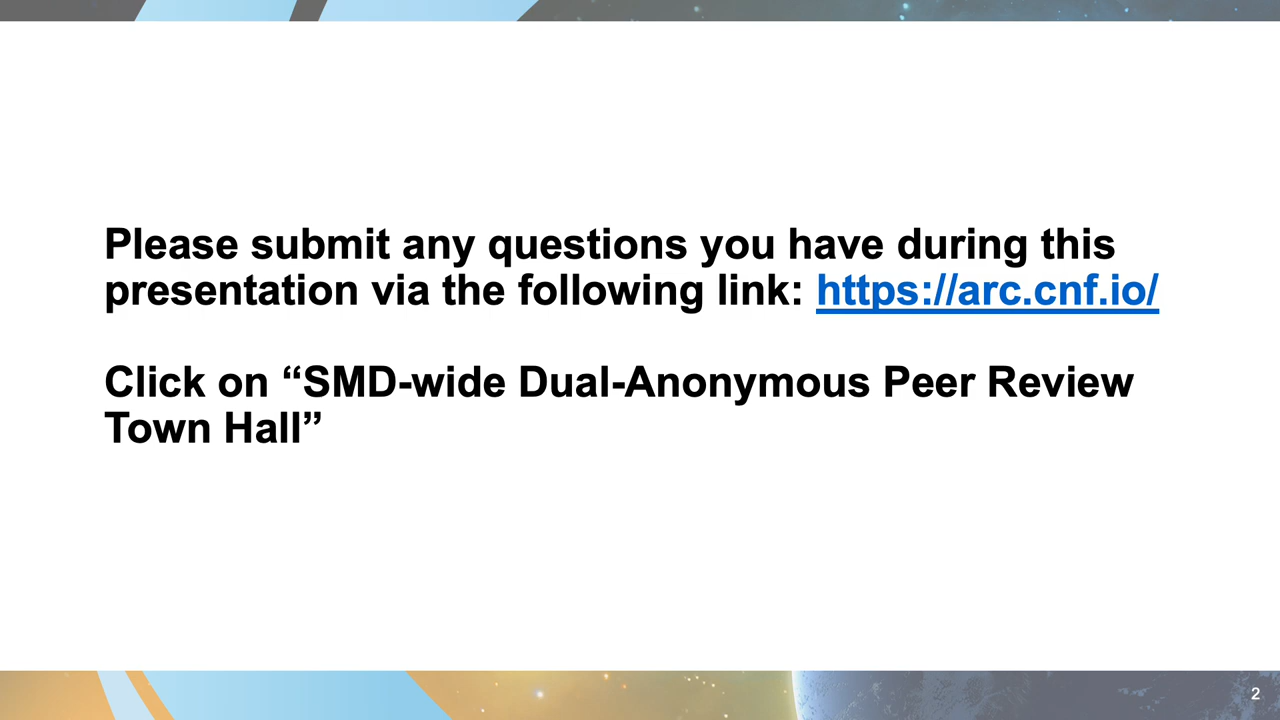 Please submit any questions you have during this
presentation via the following link: https://arc.cnf.io/
Click on “SMD-wide Dual-Anonymous Peer Review
Town Hall”
2